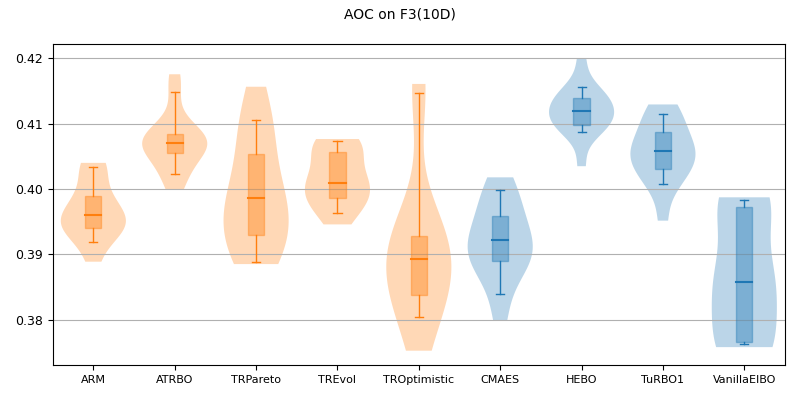 AOC on F3(10D)
0.42
0.41
0.40
0.39
0.38
ARM ATRBO TRPareto TREvol TROptimistic CMAES HEBO TuRBO1 VanillaEIBO